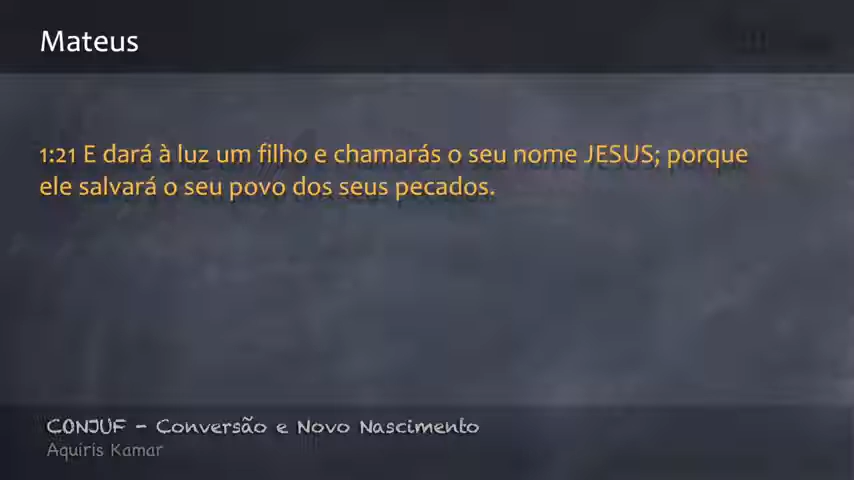 Mateus
1:21 E dará à luz um filho e chamarás o seu nome JESUS; porque
ele salvará o seu povo dos seus pecados.
CONJUF - Conversão e Novo Nascimento
Aquiris Kamar